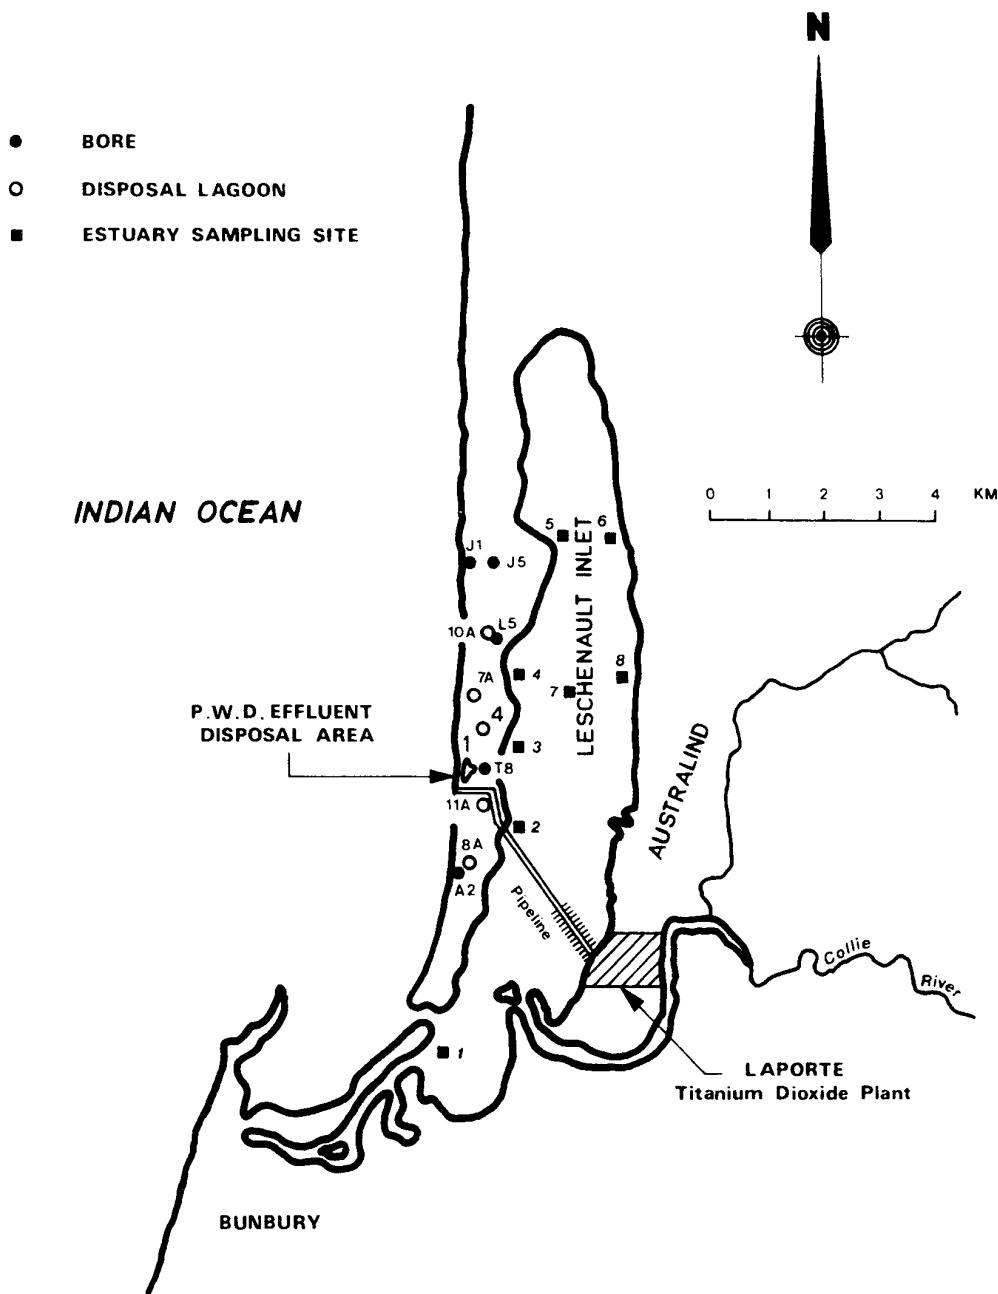 N
BORE
DISPOSAL LAGOON
ESTUARY SAMPLING SITE
0 1 2 3 4 KM
INDIAN OCEAN
LESCHENAULT INLET
5
6
J1
J5
10A
L5
4
8
7A
7
P.W.D. EFFLUENT
DISPOSAL AREA
4
1
3
T8
11A
2
AUSTRALIND
8A
A2
Pipeline
Collie
River
1
LAPORTE
Titanium Dioxide Plant
BUNBURY